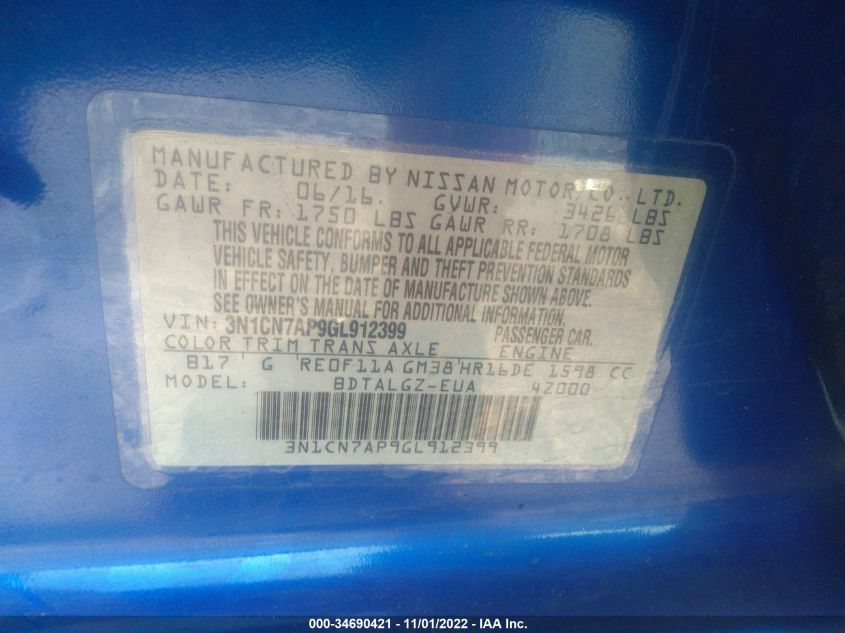 MANUFACTURED BY NISSAN MOTOR CO., LTD.
DATE: 06/16. GVWR: 3426 LBS
GAWR FR: 1750 LBS GAWR RR: 1708 LBS
THIS VEHICLE CONFORMS TO ALL APPLICABLE FEDERAL MOTOR
VEHICLE SAFETY, BUMPER AND THEFT PREVENTION STANDARDS
IN EFFECT ON THE DATE OF MANUFACTURE SHOWN ABOVE.
SEE OWNER'S MANUAL FOR ADDITIONAL INFORMATION.
VIN: 3N1CN7AP9GL912399 PASSENGER CAR.
COLOR TRIM TRANS AXLE ENGINE
B17 ' G ' RE0F11A GM38'HR16DE 1598 CC
MODEL: BDTALGZ-EUA 4Z000
3N1CN7AP9GL912399
000-34690421 - 11/01/2022 - IAA Inc.